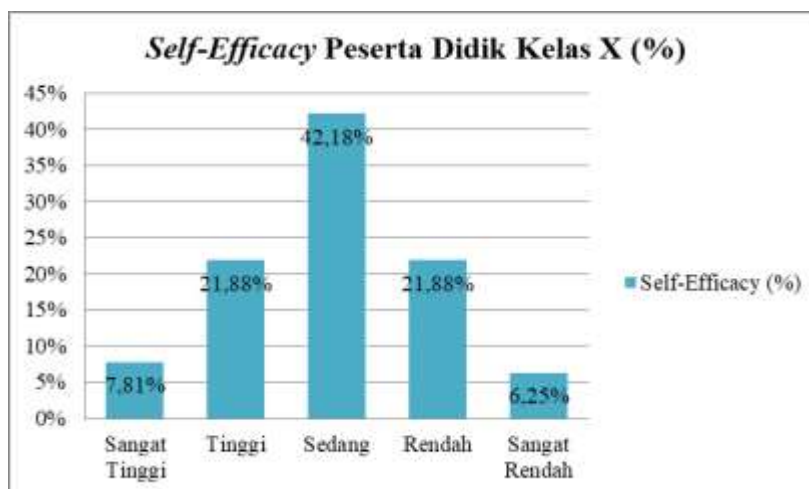 Self-Efficacy Peserta Didik Kelas X (%)
45%
40%
35%
30%
25%
20%
15%
10%
5%
0%
7,81%
21,88%
42,18%
21,88%
6,25%
Sangat
Tinggi
Tinggi
Sedang
Rendah
Sangat
Rendah
Self-Efficacy (%)